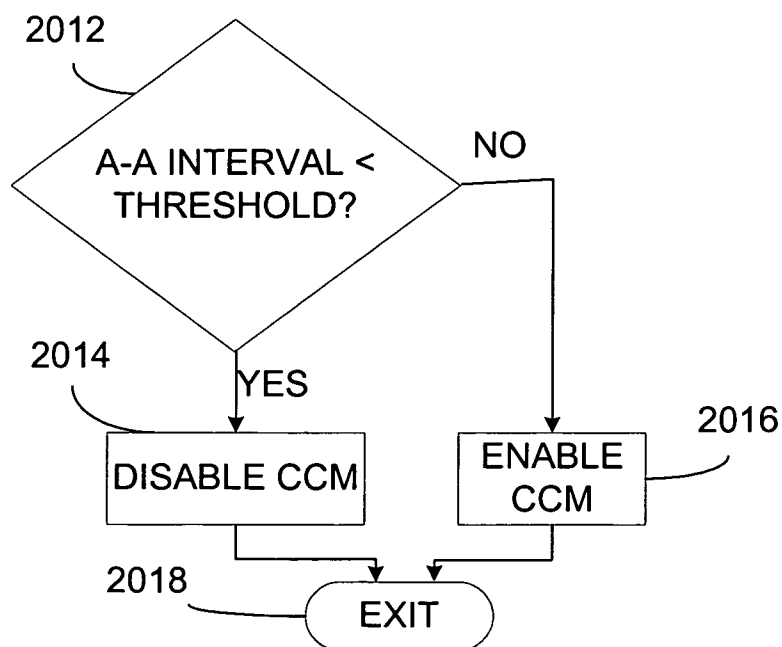 2012
A-A INTERVAL <
THRESHOLD?
NO
2014
YES
DISABLE CCM
ENABLE
CCM
2016
2018
EXIT